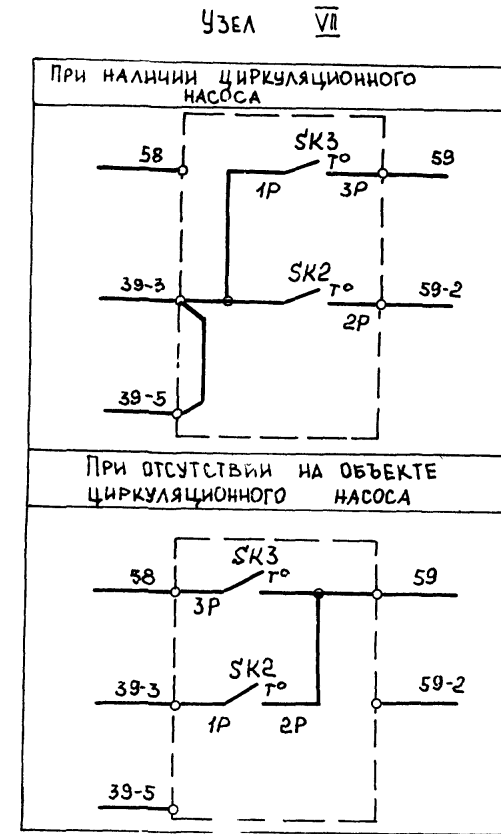 Узел VII
При наличии циркуляционного
насоса
58
SK3
T°
59
1P
3P
39-3
SK2
T°
59-2
2P
39-5
При отсутствии на объекте
циркуляционного насоса
58
SK3
T°
59
3P
39-3
SK2
T°
59-2
1P
2P
39-5